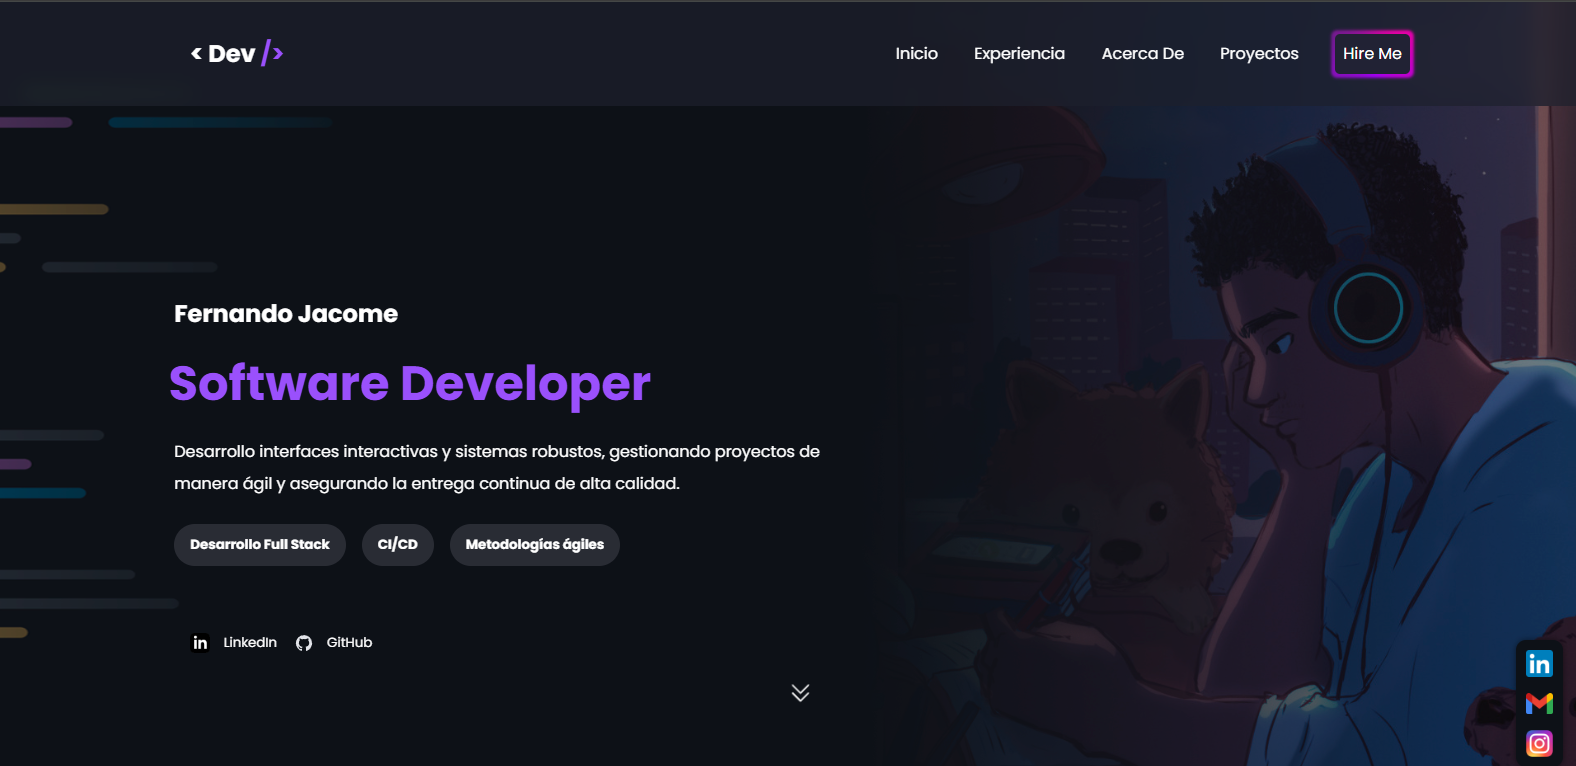 < Dev />
Inicio
Experiencia
Acerca De
Proyectos
Hire Me
Fernando Jacome
Software Developer
Desarrollo interfaces interactivas y sistemas robustos, gestionando proyectos de
manera ágil y asegurando la entrega continua de alta calidad.
Desarrollo Full Stack
CI/CD
Metodologías ágiles
in
LinkedIn
GitHub
in